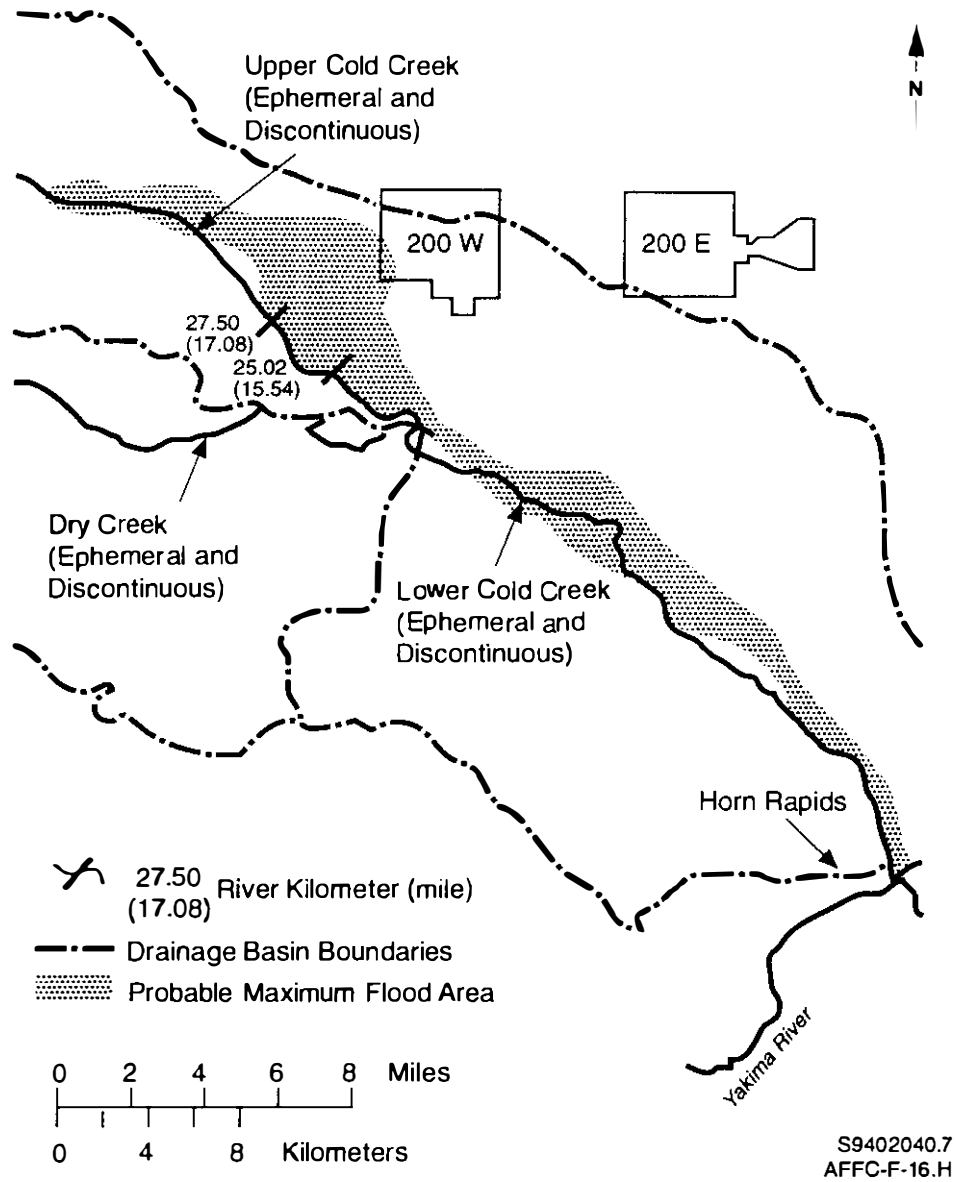 Upper Cold Creek
(Ephemeral and
Discontinuous)
N
200 W
200 E
27.50
(17.08)
25.02
(15.54)
Dry Creek
(Ephemeral and
Discontinuous)
Lower Cold Creek
(Ephemeral and
Discontinuous)
Horn Rapids
27.50
(17.08)
River Kilometer (mile)
Drainage Basin Boundaries
Probable Maximum Flood Area
Yakima River
0 2 4 6 8 Miles
0 4 8 Kilometers
S9402040.7
AFFC-F-16.H